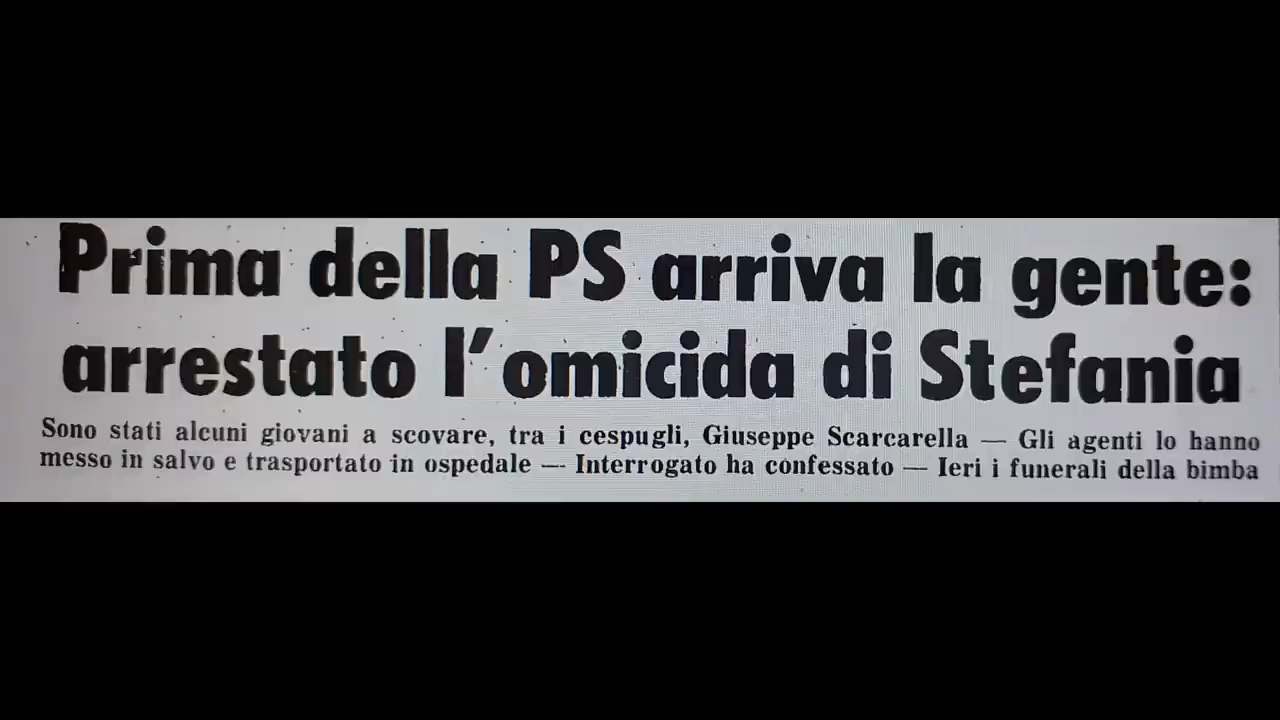 Prima della PS arriva la gente:
arrestato l'omicida di Stefania
Sono stati alcuni giovani a scovare, tra i cespugli, Giuseppe Scarcarella — Gli agenti lo hanno
messo in salvo e trasportato in ospedale — Interrogato ha confessato — Ieri i funerali della bimba